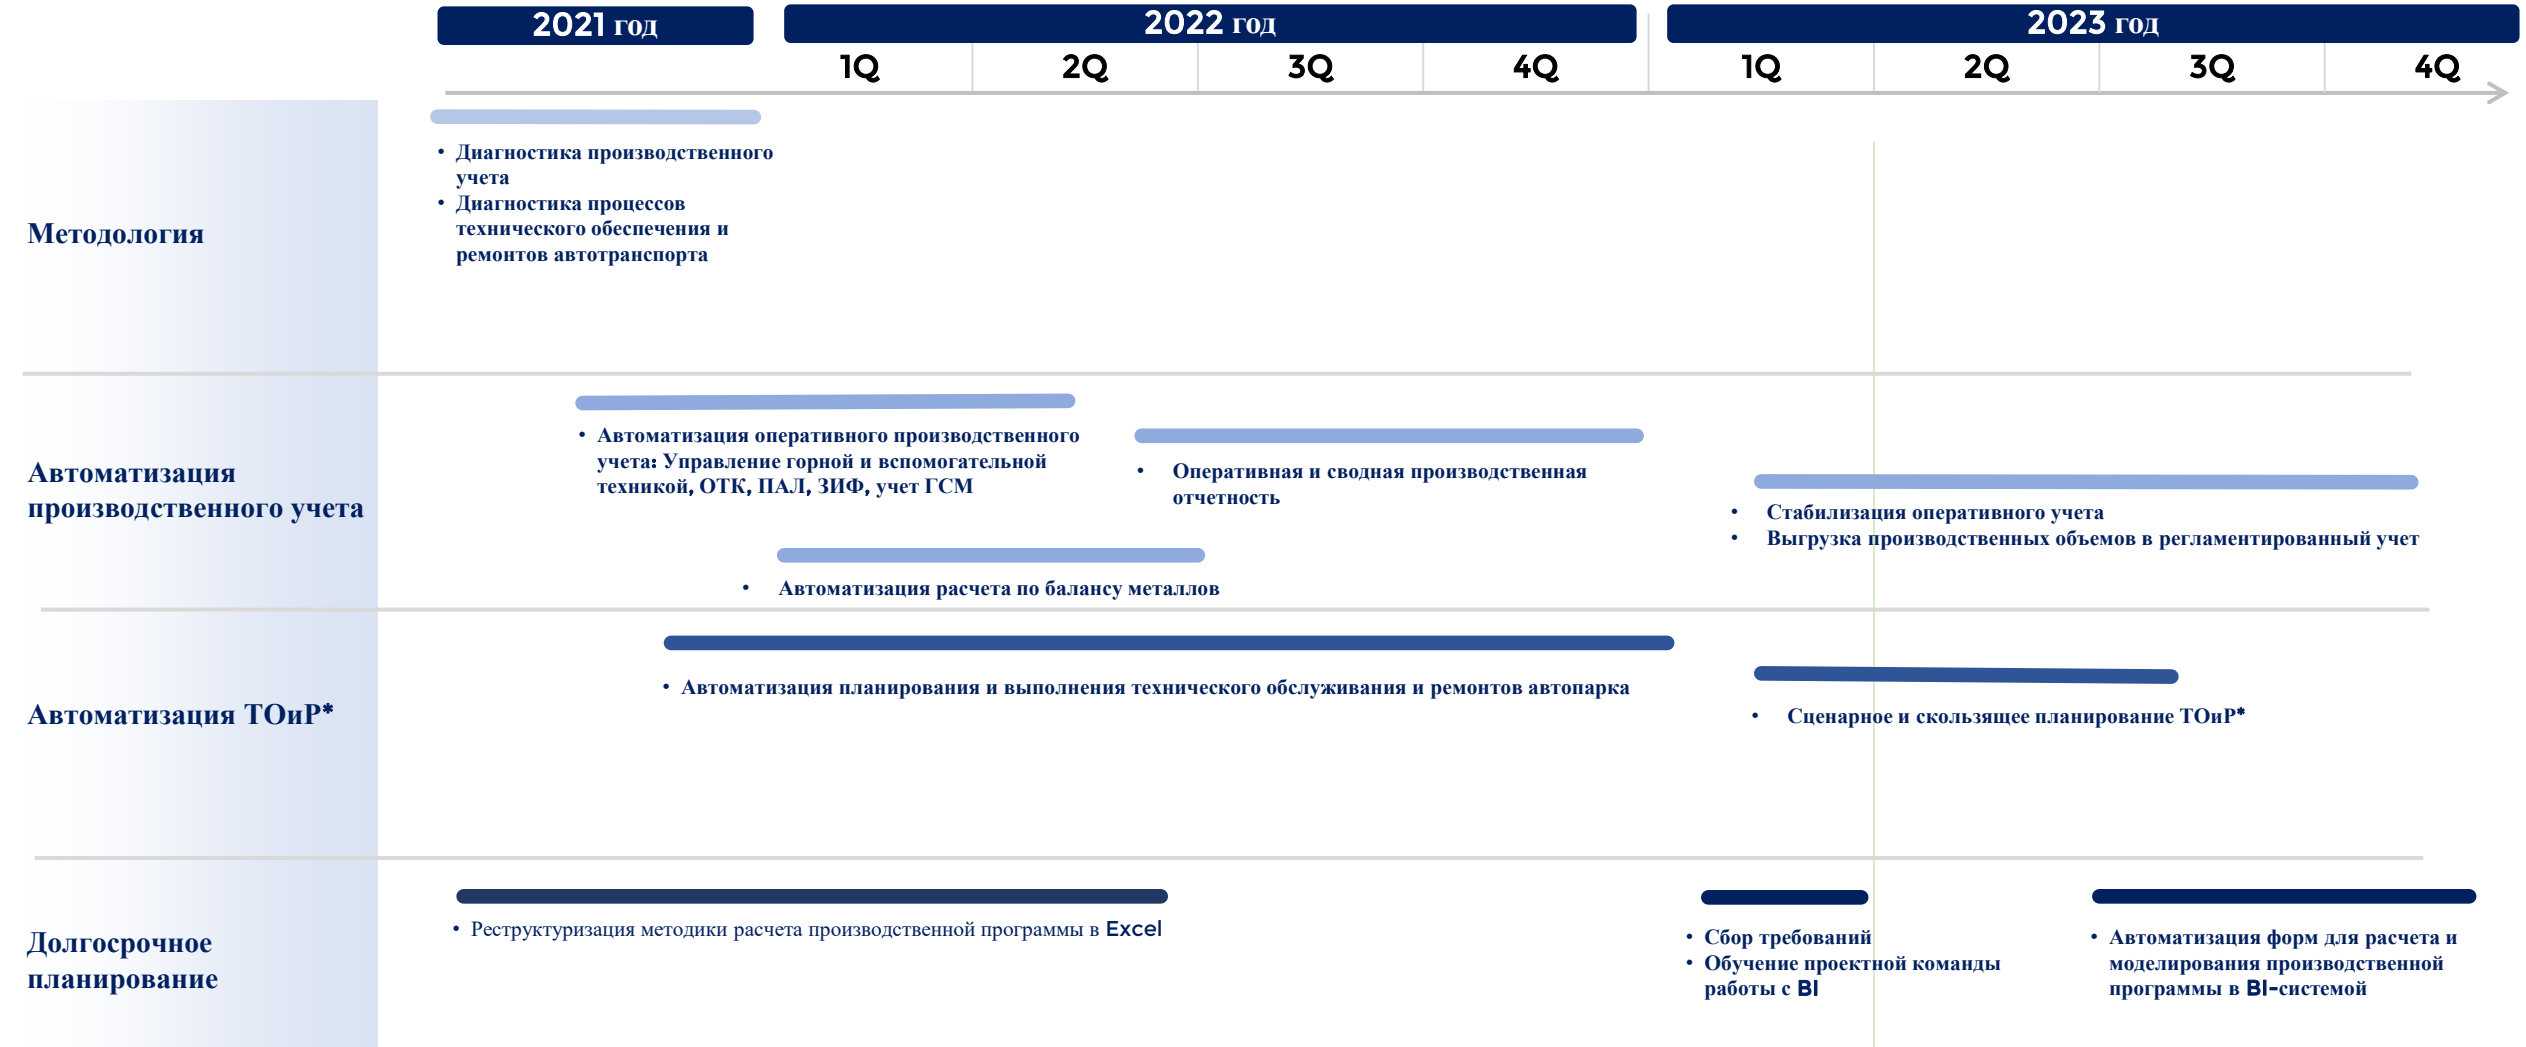 2021 год
2022 год
2023 год
1Q
2Q
3Q
4Q
1Q
2Q
3Q
4Q
Методология
• Диагностика производственного
учета
• Диагностика процессов
технического обеспечения и
ремонтов автотранспорта
Автоматизация
производственного учета
• Автоматизация оперативного производственного
учета: Управление горной и вспомогательной
техникой, ОТК, ПАЛ, ЗИФ, учет ГСМ
• Оперативная и сводная производственная
отчетность
• Стабилизация оперативного учета
• Выгрузка производственных объемов в регламентированный учет
• Автоматизация расчета по балансу металлов
Автоматизация ТОиР*
• Автоматизация планирования и выполнения технического обслуживания и ремонтов автопарка
• Сценарное и скользящее планирование ТОиР*
Долгосрочное
планирование
• Реструктуризация методики расчета производственной программы в Excel
• Сбор требований
• Обучение проектной команды
работы с BI
• Автоматизация форм для расчета и
моделирования производственной
программы в BI-системой